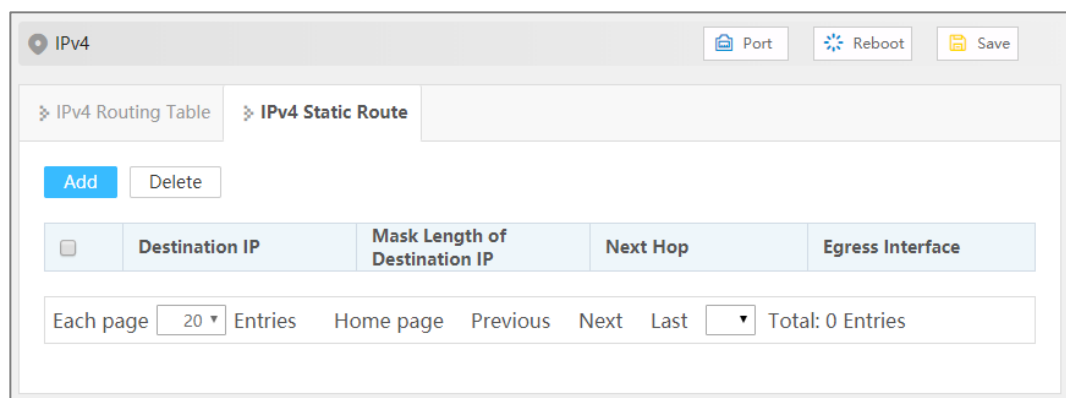 IPv4 Port Reboot Save
IPv4 Routing Table IPv4 Static Route
Add Delete
Destination IP Mask Length of Destination IP Next Hop Egress Interface
Each page 20 Entries Home page Previous Next Last Total: 0 Entries